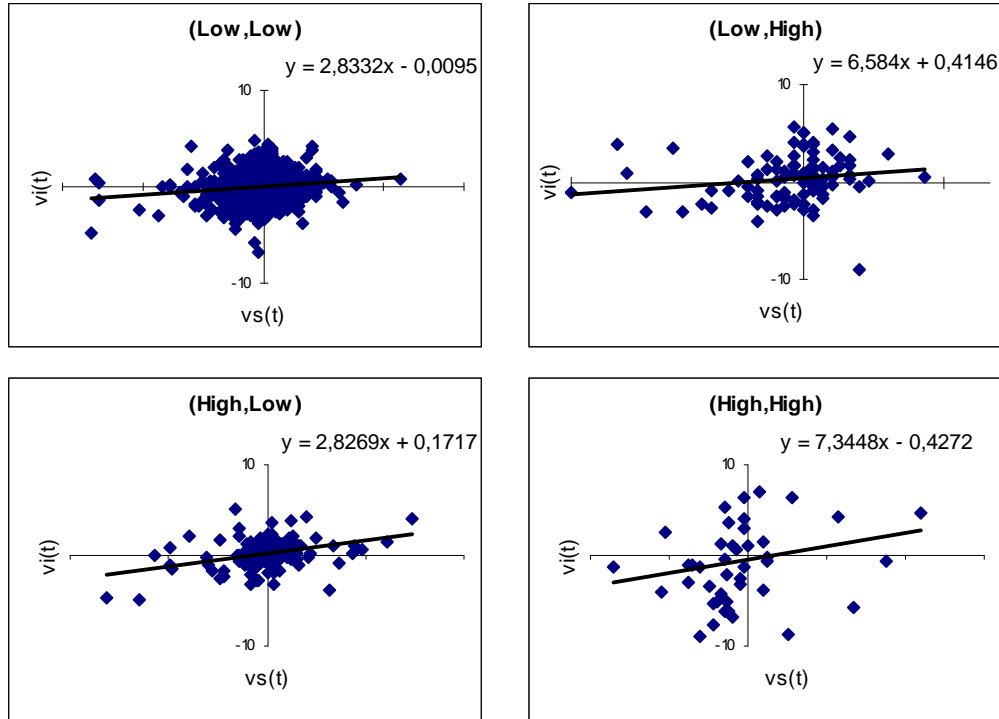 (Low,Low)
y = 2,8332x - 0,0095
10
vi(t)
-10
vs(t)
(Low,High)
y = 6,584x + 0,4146
10
vi(t)
-10
vs(t)
(High,Low)
y = 2,8269x + 0,1717
10
vi(t)
-10
vs(t)
(High,High)
y = 7,3448x - 0,4272
10
vi(t)
-10
vs(t)